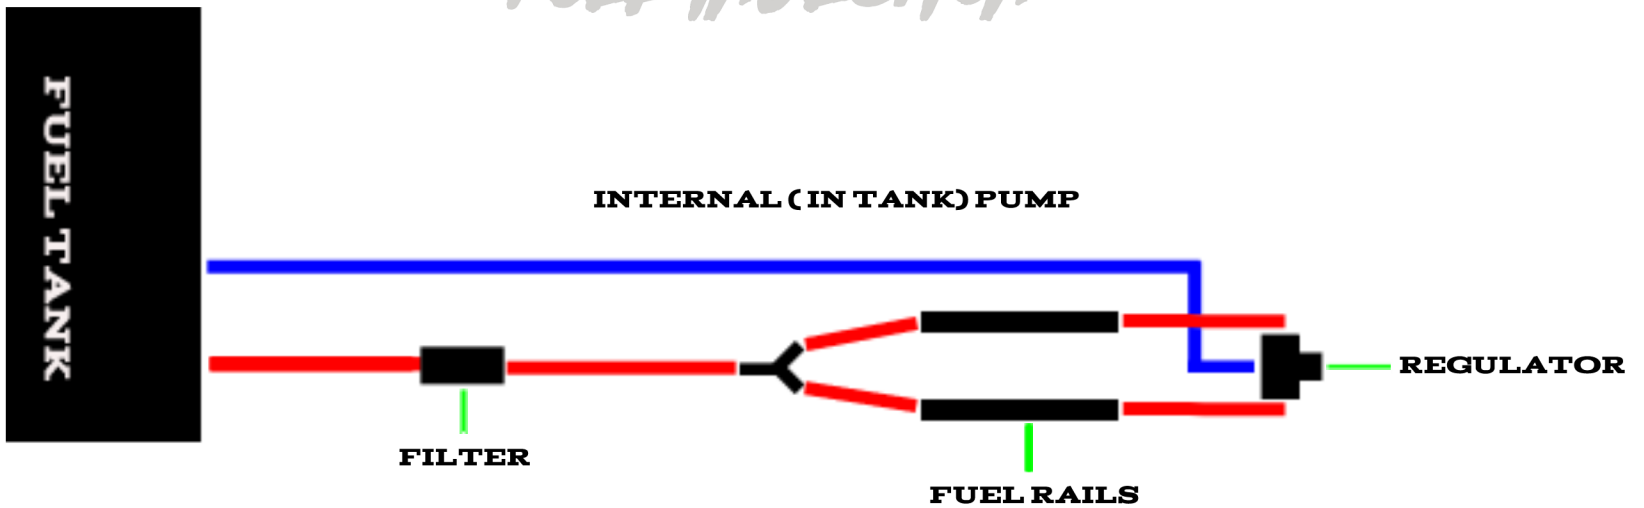 FUEL TANK
INTERNAL ( IN TANK) PUMP
REGULATOR
FILTER
FUEL RAILS